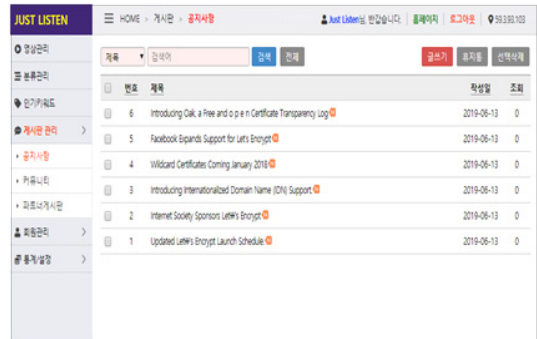 JUST LISTEN
HOME > 게시판 > 공지사항
Just Listen님, 반갑습니다. | 홈페이지 | 로그아웃 | 59.3.93.103
영상관리
분류관리
인기키워드
게시판 관리
공지사항
커뮤니티
파트너게시판
회원관리
통계/설정
제목 검색어 검색 전체 글쓰기 휴지통 선택삭제
번호 제목 작성일 조회
6 Introducing Oak, a Free and o p e n Certificate Transparency Log 2019-06-13 0
5 Facebook Expands Support for Let's Encrypt 2019-06-13 0
4 Wildcard Certificates Coming January 2018 2019-06-13 0
3 Introducing Internationalized Domain Name (IDN) Support 2019-06-13 0
2 Internet Society Sponsors Let#'s Encrypt 2019-06-13 0
1 Updated Let#'s Encrypt Launch Schedule 2019-06-13 0